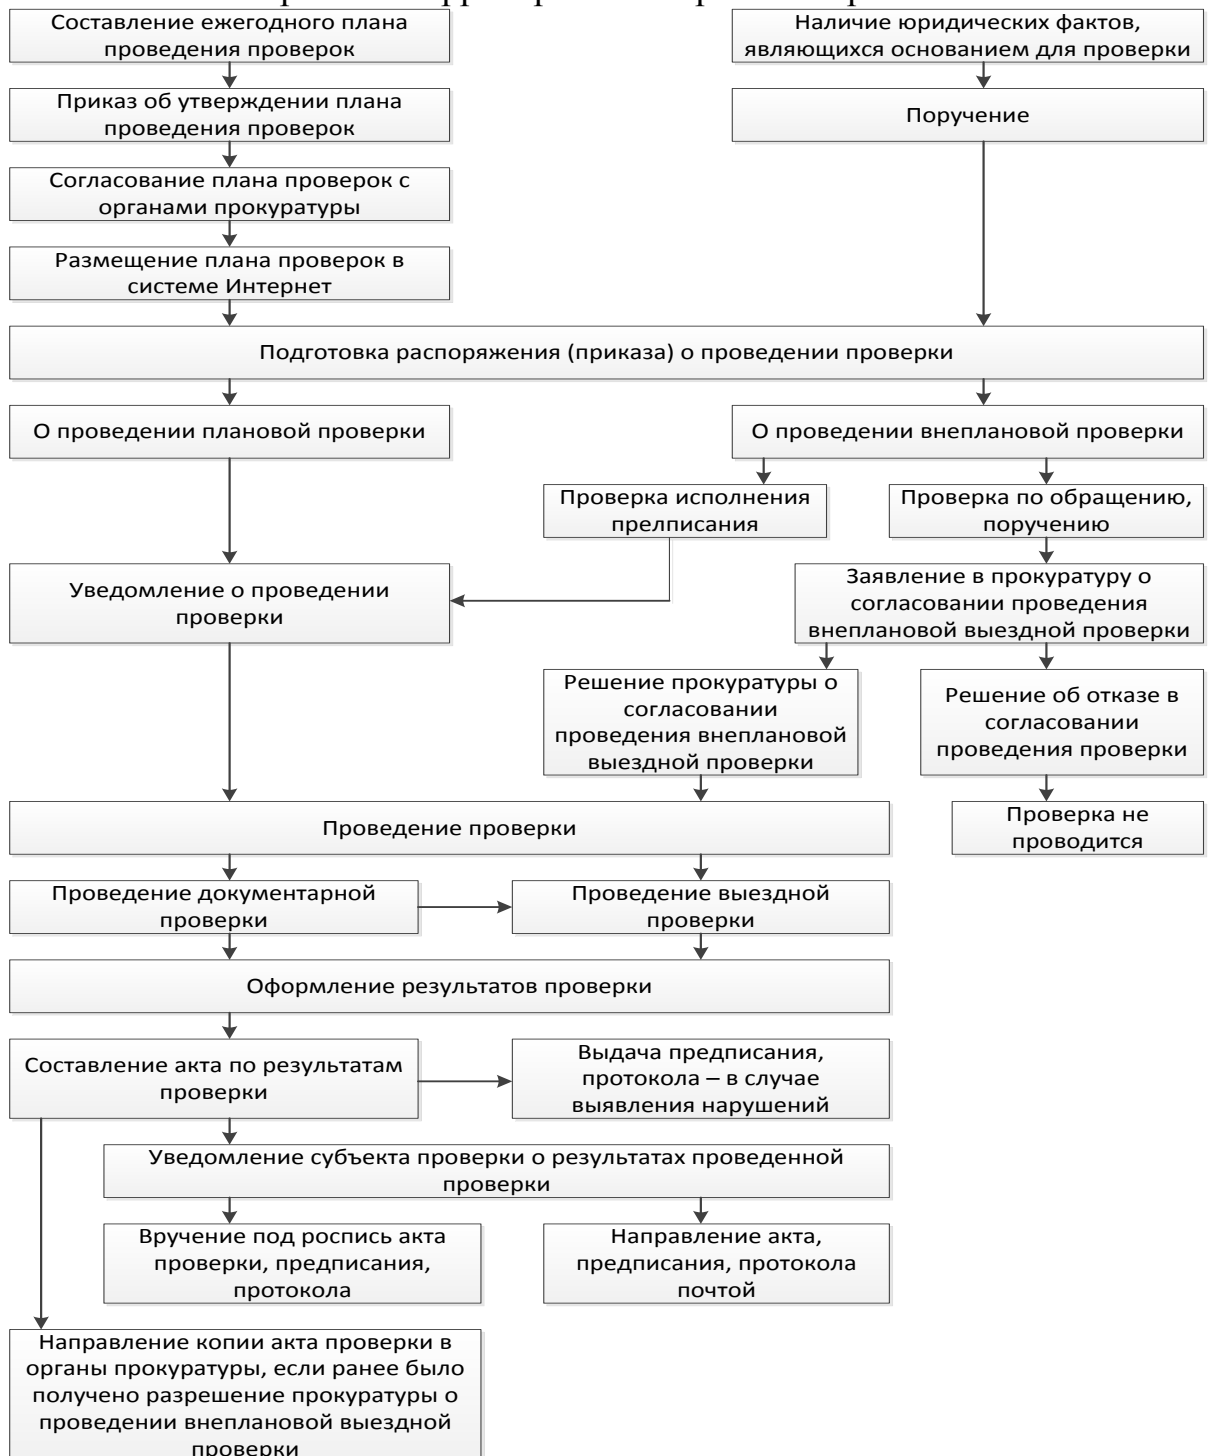 Составление ежегодного плана
проведения проверок
Наличие юридических фактов,
являющихся основанием для проверки
Приказ об утверждении плана
проведения проверок
Поручение
Согласование плана проверок с
органами прокуратуры
Размещение плана проверок в
системе Интернет
Подготовка распоряжения (приказа) о проведении проверки
О проведении плановой проверки
О проведении внеплановой проверки
Проверка исполнения
прелписания
Проверка по обращению,
поручению
Уведомление о проведении
проверки
Заявление в прокуратуру о
согласовании проведения
внеплановой выездной проверки
Решение прокуратуры о
согласовании
проведения внеплановой
выездной проверки
Решение об отказе в
согласовании
проведения проверки
Проведение проверки
Проверка не
проводится
Проведение документарной
проверки
Проведение выездной
проверки
Оформление результатов проверки
Составление акта по результатам
проверки
Выдача предписания,
протокола – в случае
выявления нарушений
Уведомление субъекта проверки о результатах проведенной
проверки
Вручение под роспись акта
проверки, предписания,
протокола
Направление акта,
предписания, протокола
почтой
Направление копии акта проверки в
органы прокуратуры, если ранее было
получено разрешение прокуратуры о
проведении внеплановой выездной
проверки